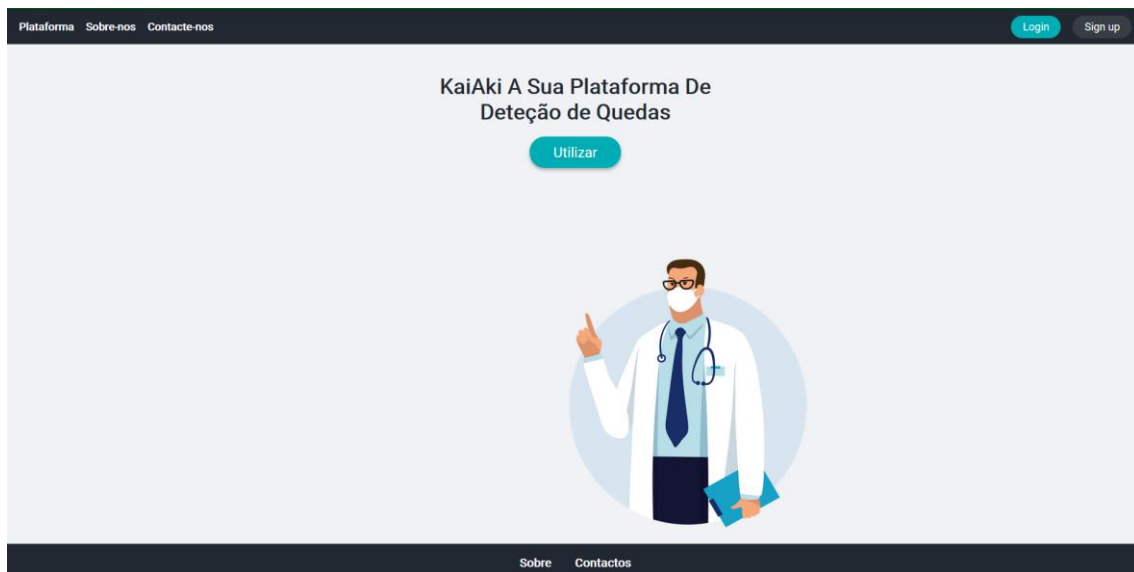 Plataforma Sobre-nos Contacte-nos Login Sign up
KaiAki A Sua Plataforma De
Deteção de Quedas
Utilizar
Sobre Contactos